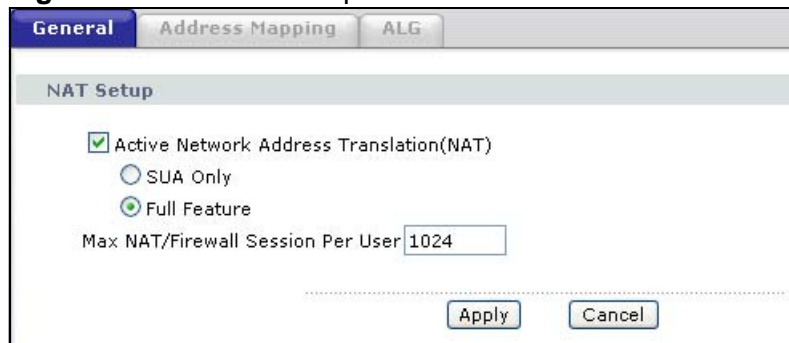 General Address Mapping ALG
NAT Setup
Active Network Address Translation(NAT)
SUA Only
Full Feature
Max NAT/Firewall Session Per User 1024
Apply Cancel